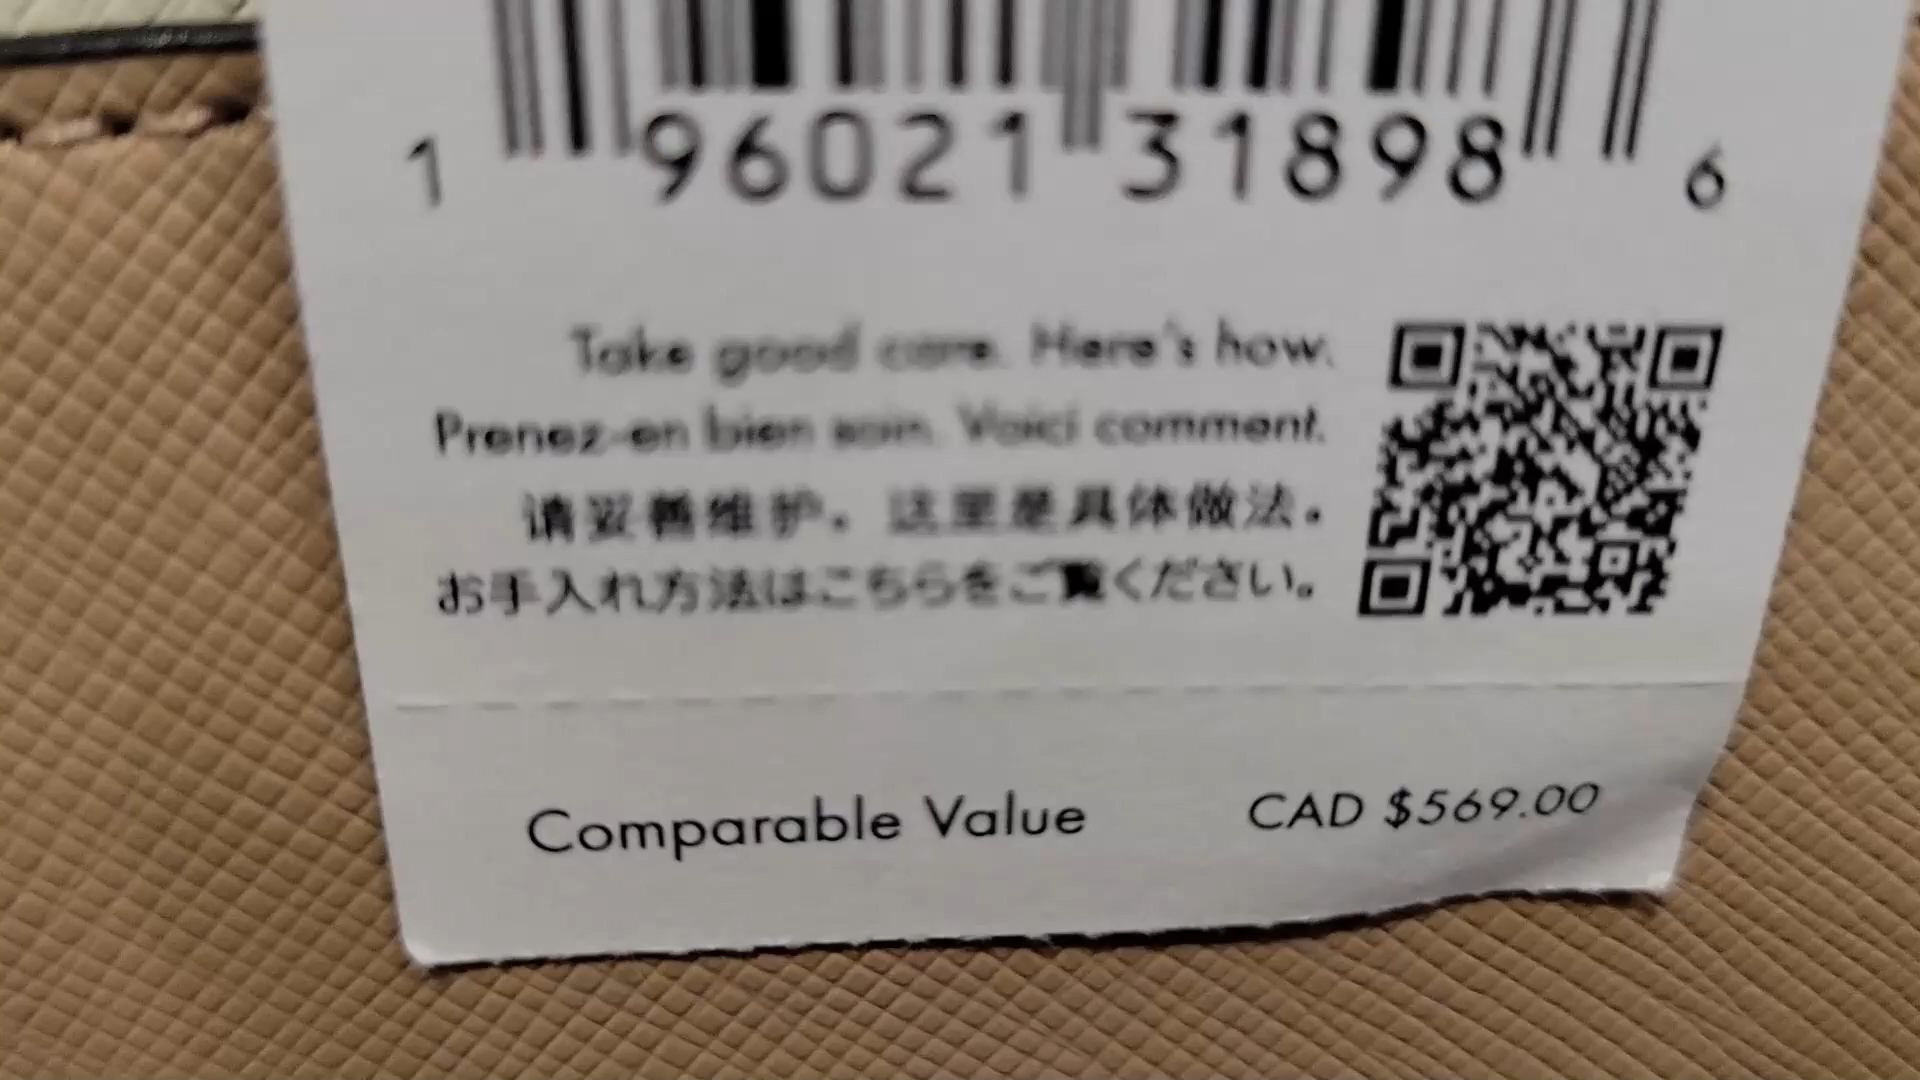 1 96021 31898 6
Take good care. Here's how.
Prenez-en bien soin. Voici comment.
请妥善维护。这里是具体做法。
お手入れ方法はこちらをご覧ください。
Comparable Value CAD $569.00